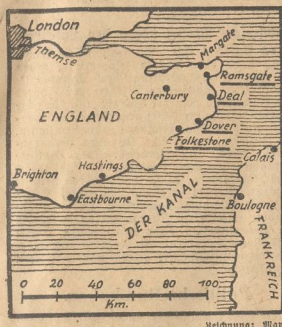 London
Themse
Margate
Ramsgate
Canterbury
Deal
ENGLAND
Dover
Folkestone
Calais
Hastings
Brighton
Eastbourne
DER KANAL
Boulogne
FRANKREICH
0 20 40 60 80 100
Km.
Zeichnung: